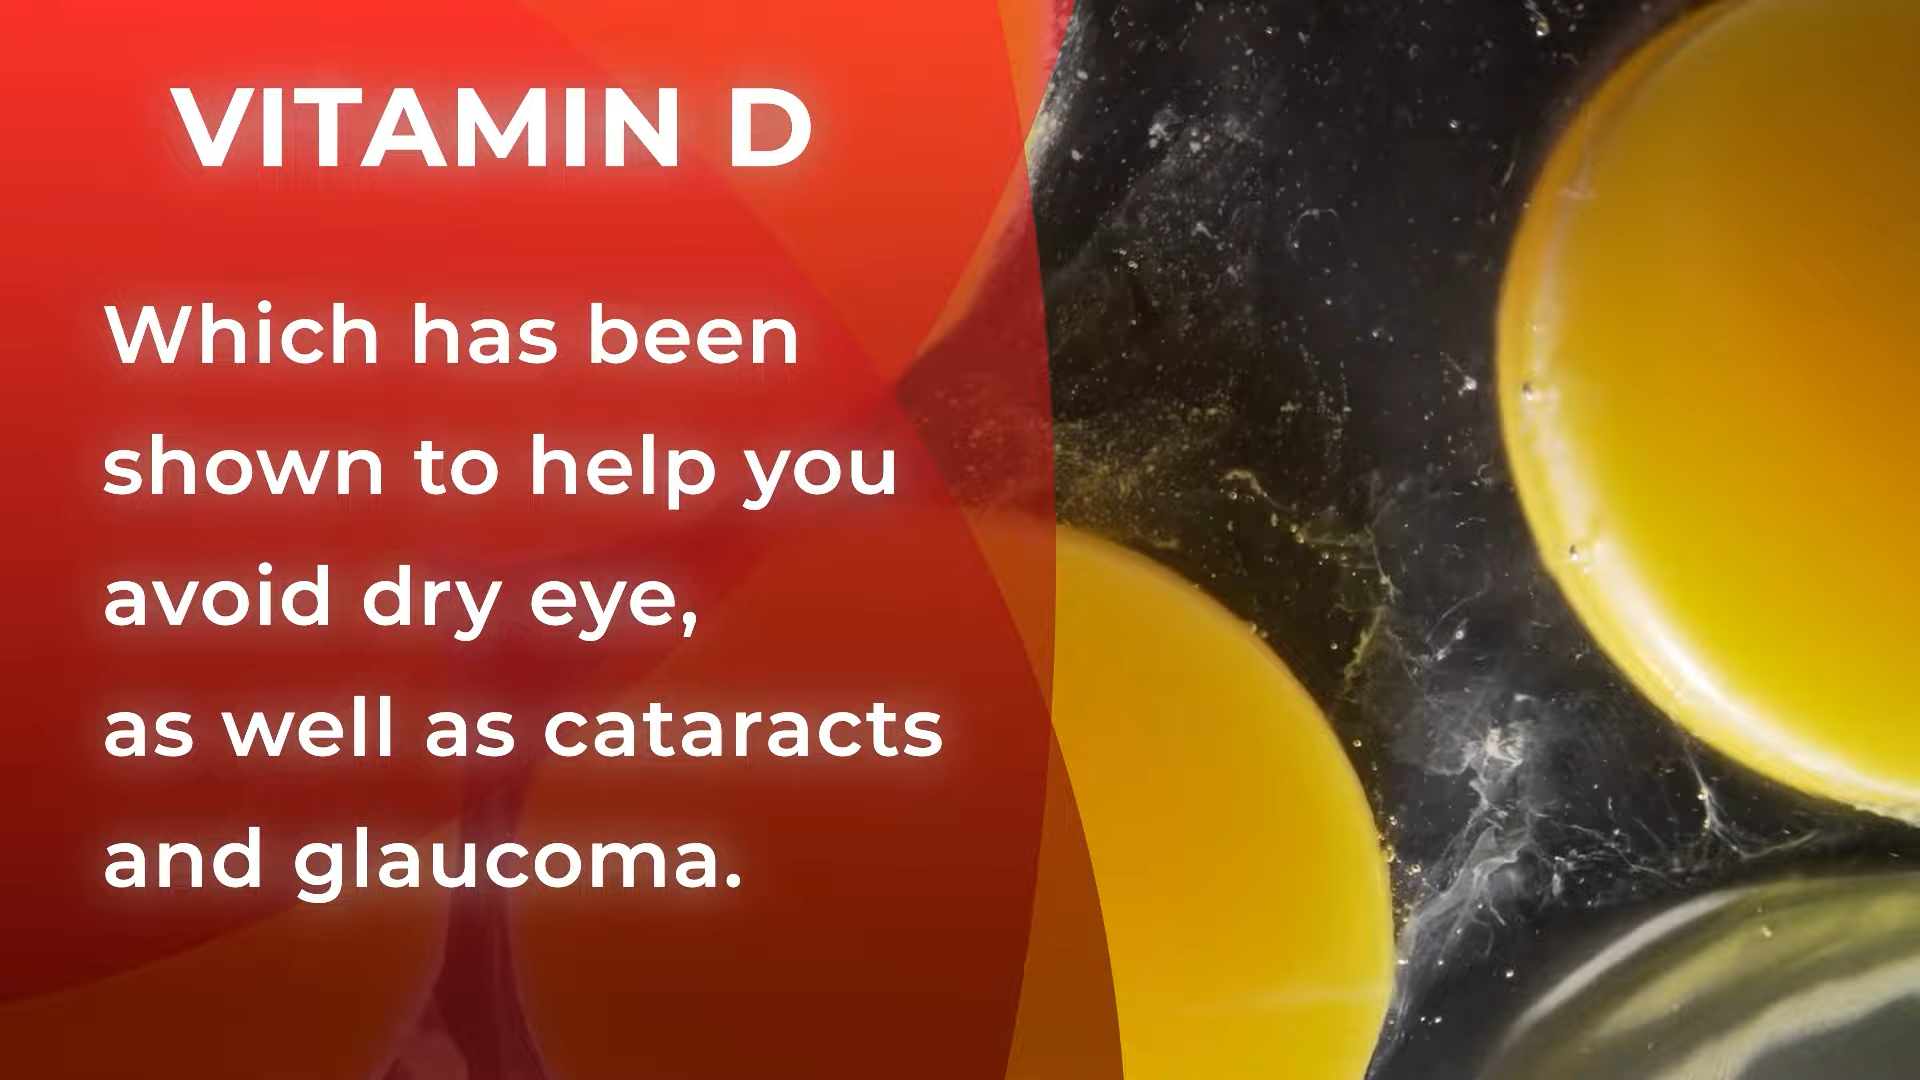 VITAMIN D
Which has been
shown to help you
avoid dry eye,
as well as cataracts
and glaucoma.